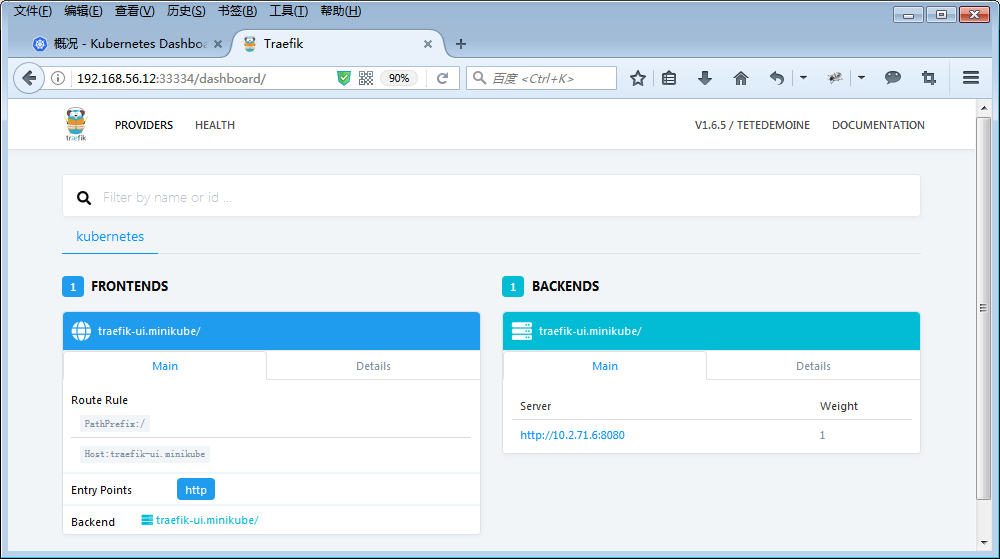 文件(F) 编辑(E) 查看(V) 历史(S) 书签(B) 工具(T) 帮助(H)
概况 - Kubernetes Dashbo
Traefik
192.168.56.12:33334/dashboard/
90%
百度 <Ctrl+K>
træfik
PROVIDERS
HEALTH
V1.6.5 / TETEDEMOINE
DOCUMENTATION
Filter by name or id ...
kubernetes
1 FRONTENDS
traefik-ui.minikube/
Main
Details
Route Rule
PathPrefix:/
Host:traefik-ui.minikube
Entry Points
http
Backend
traefik-ui.minikube/
1 BACKENDS
traefik-ui.minikube/
Main
Details
Server
Weight
http://10.2.71.6:8080
1